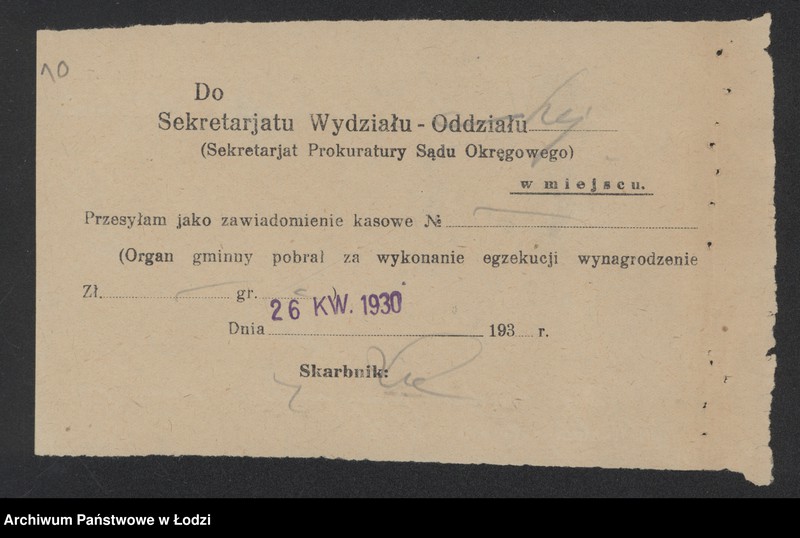 10
Do
Sekretarjatu Wydziału - Oddziału
(Sekretarjat Prokuratury Sądu Okręgowego)
w miejscu.
Przesyłam jako zawiadomienie kasowe №
(Organ gminny pobrał za wykonanie egzekucji wynagrodzenie
Zł. gr. )
26 KW. 1930
Dnia 193 r.
Skarbnik:
Archiwum Państwowe w Łodzi